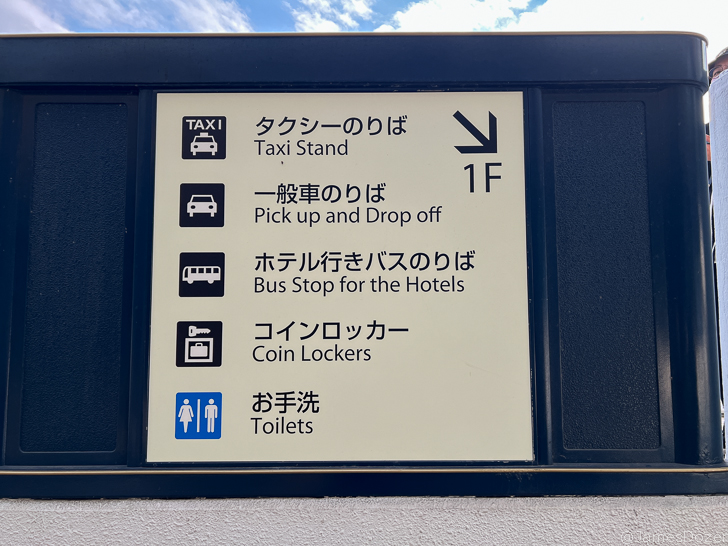 TAXI
タクシーのりば
Taxi Stand
1F
一般車のりば
Pick up and Drop off
ホテル行きバスのりば
Bus Stop for the Hotels
コインロッカー
Coin Lockers
お手洗
Toilets